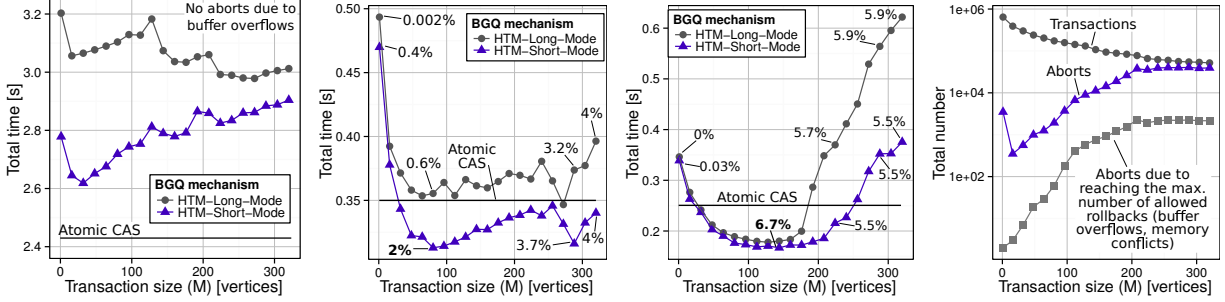 Total time [s]
3.2
3.0
2.8
2.6
2.4
No aborts due to
buffer overflows
BGQ mechanism
HTM−Long−Mode
HTM−Short−Mode
Atomic CAS
0
100
200
300
Transaction size (M) [vertices]
Total time [s]
0.50
0.45
0.40
0.35
0.30
0.002%
0.4%
BGQ mechanism
HTM−Long−Mode
HTM−Short−Mode
4%
3.2%
Atomic
CAS
0.6%
2%
3.7%
4%
0
100
200
300
Transaction size (M) [vertices]
Total time [s]
0.6
0.5
0.4
0.3
0.2
BGQ mechanism
HTM−Long−Mode
HTM−Short−Mode
5.9%
5.9%
5.7%
5.5%
0%
0.03%
5.5%
Atomic CAS
6.7%
5.5%
0
100
200
300
Transaction size (M) [vertices]
Total number
1e+06
1e+04
1e+02
Transactions
Aborts
Aborts due to
reaching the max.
number of allowed
rollbacks (buffer
overflows, memory
conflicts)
0
100
200
300
Transaction size (M) [vertices]